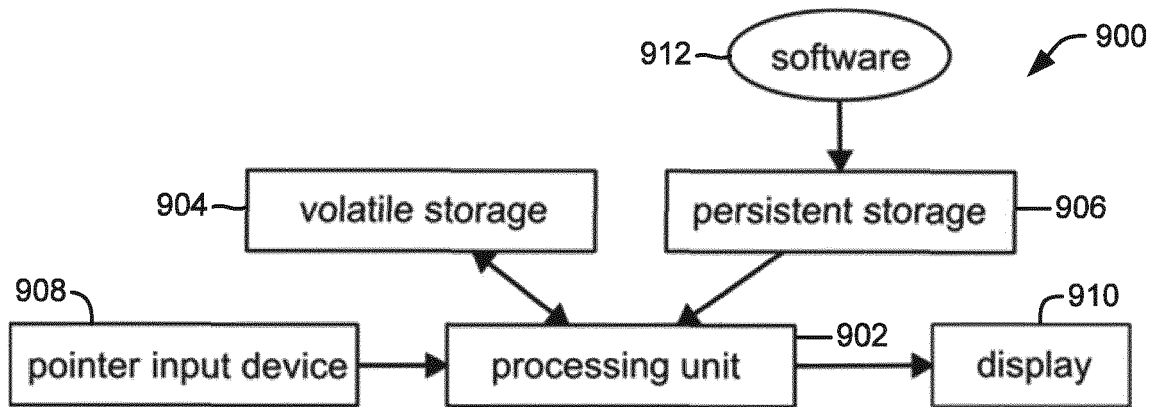 912
software
900
904
volatile storage
persistent storage
906
908
pointer input device
processing unit
902
910
display